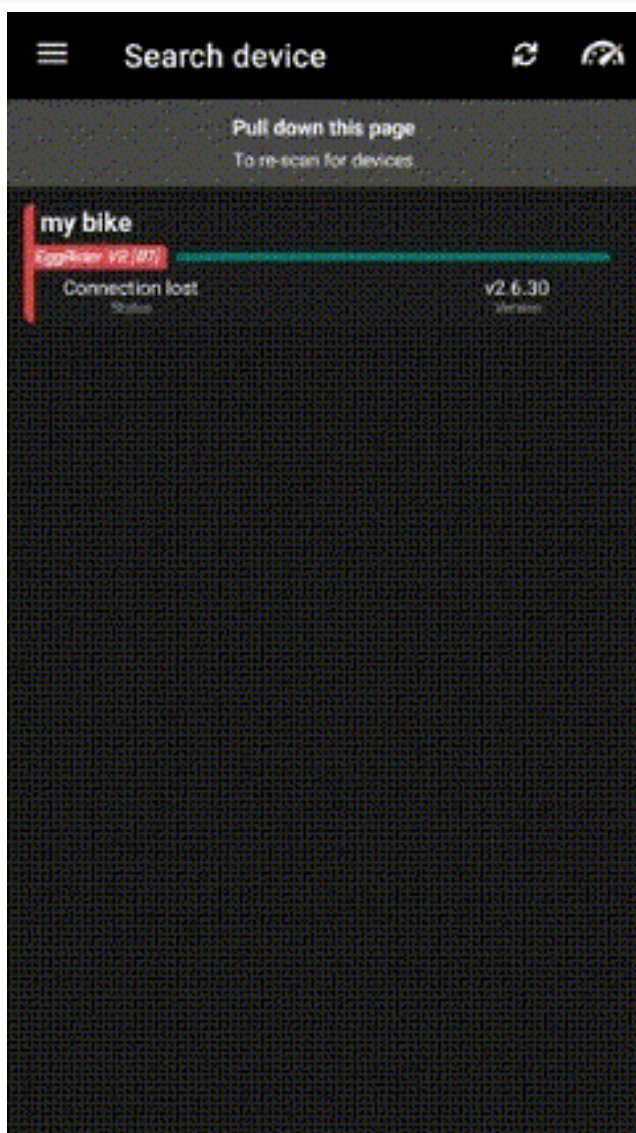 Search device
Pull down this page
To re-scan for devices
my bike
EggRider V2 [BT]
Connection lost v2.6.30
Status Version